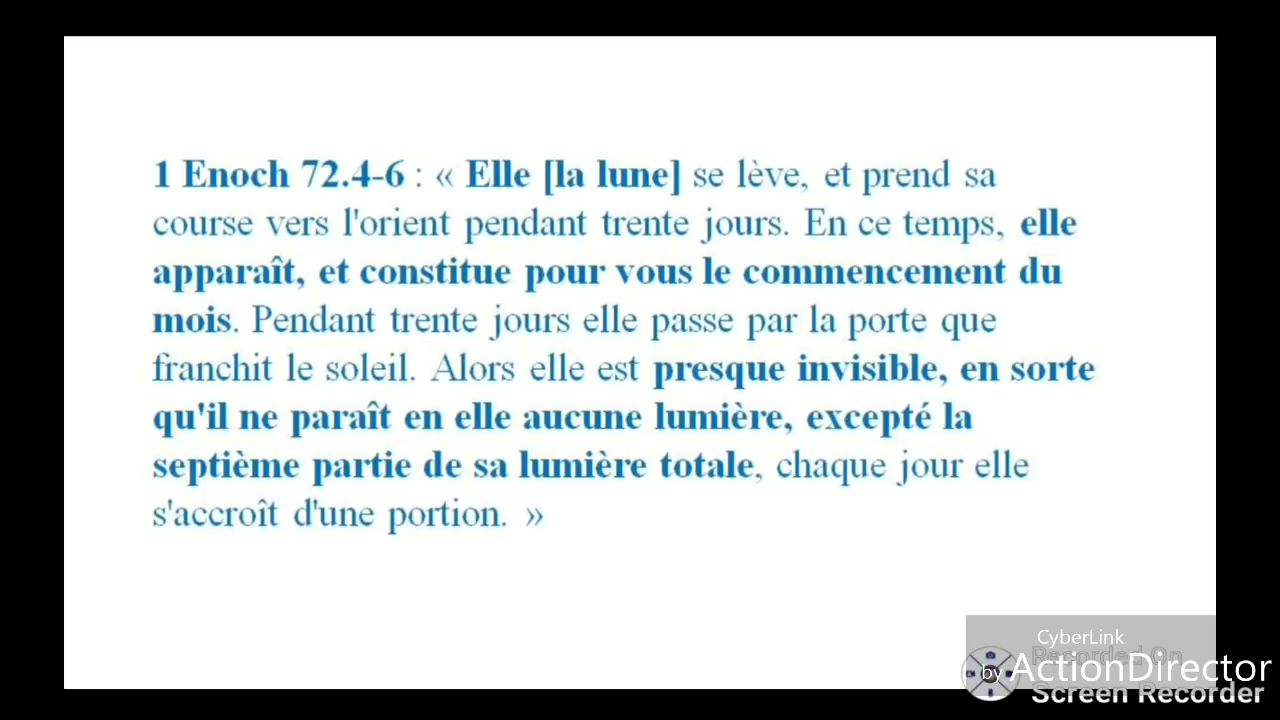 1 Enoch 72.4-6 : « Elle [la lune] se lève, et prend sa
course vers l'orient pendant trente jours. En ce temps, elle
apparaît, et constitue pour vous le commencement du
mois. Pendant trente jours elle passe par la porte que
franchit le soleil. Alors elle est presque invisible, en sorte
qu'il ne paraît en elle aucune lumière, excepté la
septième partie de sa lumière totale, chaque jour elle
s'accroît d'une portion. »
CyberLink
Recorded On
by ActionDirector
Screen Recorder